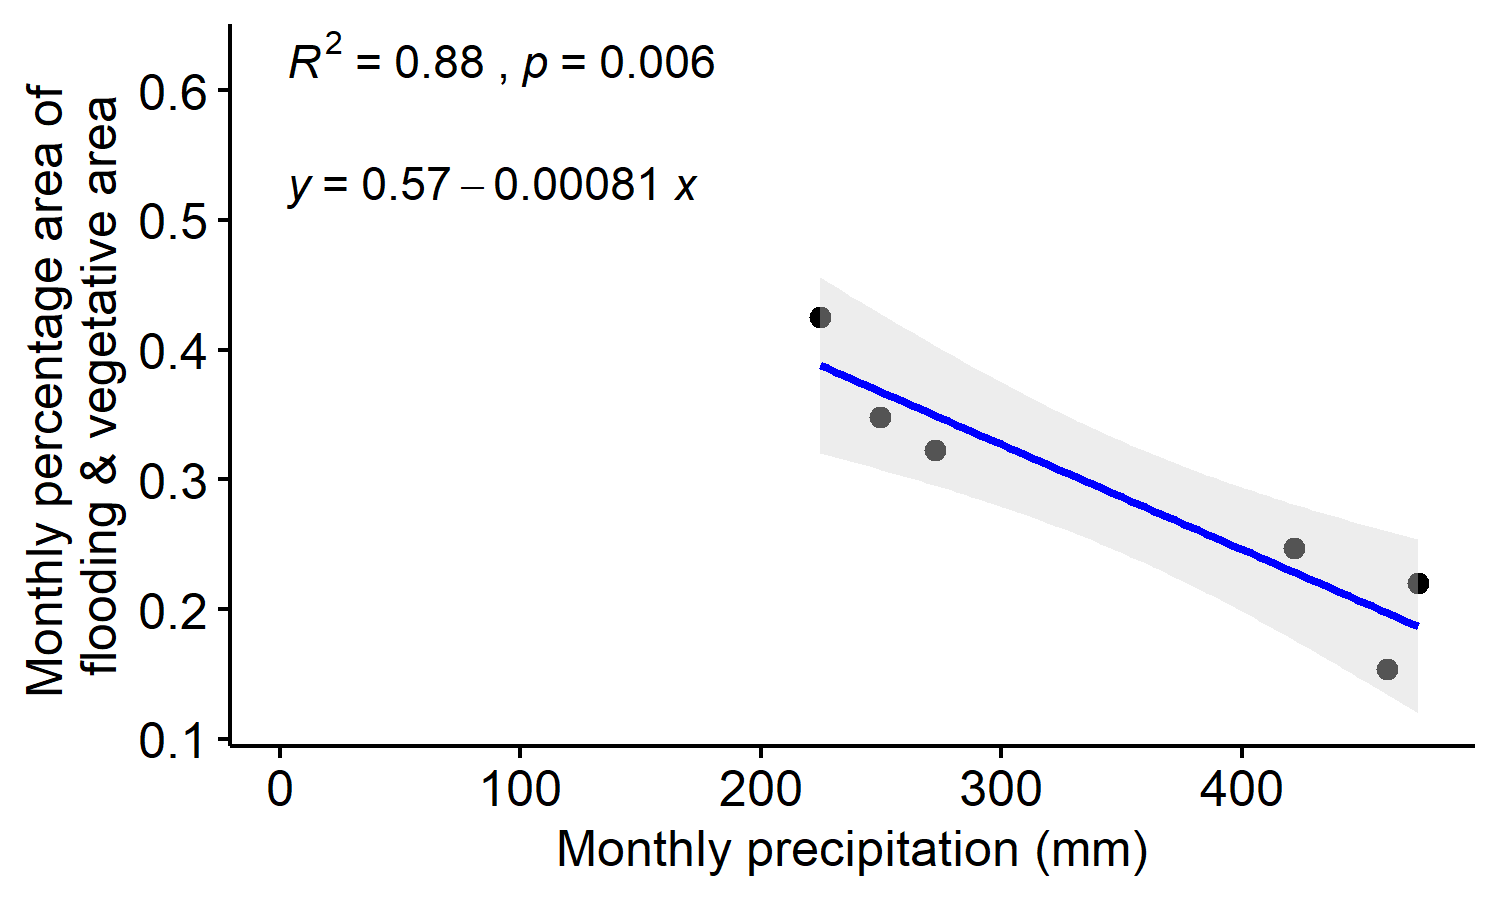 R² = 0.88 , p = 0.006
y = 0.57 – 0.00081 x
Monthly percentage area of
flooding & vegetative area
0.6
0.5
0.4
0.3
0.2
0.1
0 100 200 300 400
Monthly precipitation (mm)